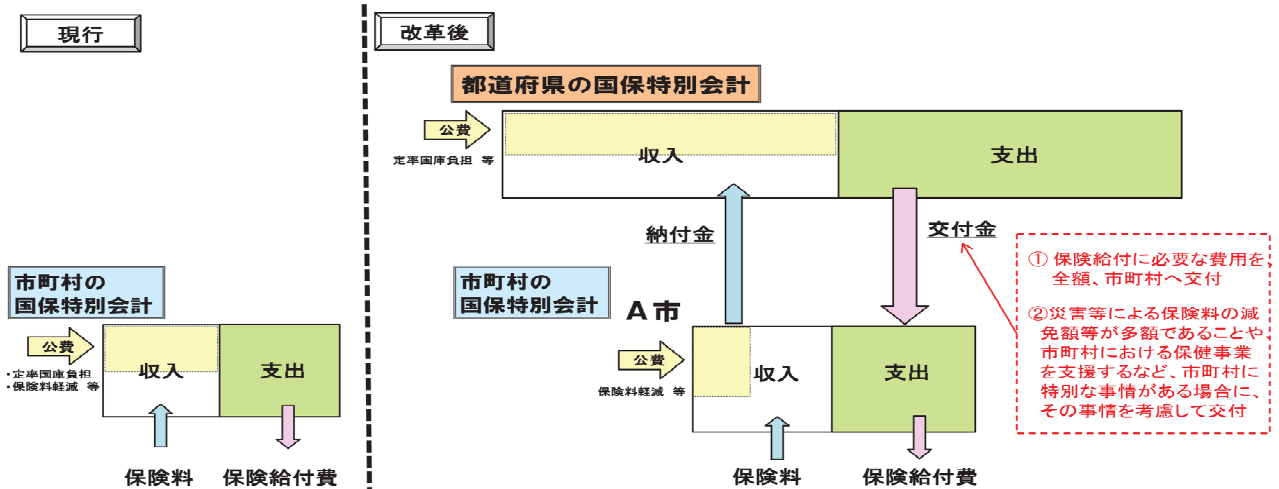 現行
市町村の
国保特別会計
公費
・定率国庫負担
・保険料軽減 等
収入
支出
保険料
保険給付費
改革後
都道府県の国保特別会計
公費
定率国庫負担 等
収入
支出
納付金
交付金
市町村の
国保特別会計
A市
公費
保険料軽減 等
収入
支出
保険料
保険給付費
① 保険給付に必要な費用を、
全額、市町村へ交付
②災害等による保険料の減
免額等が多額であることや、
市町村における保健事業
を支援するなど、市町村に
特別な事情がある場合に、
その事情を考慮して交付